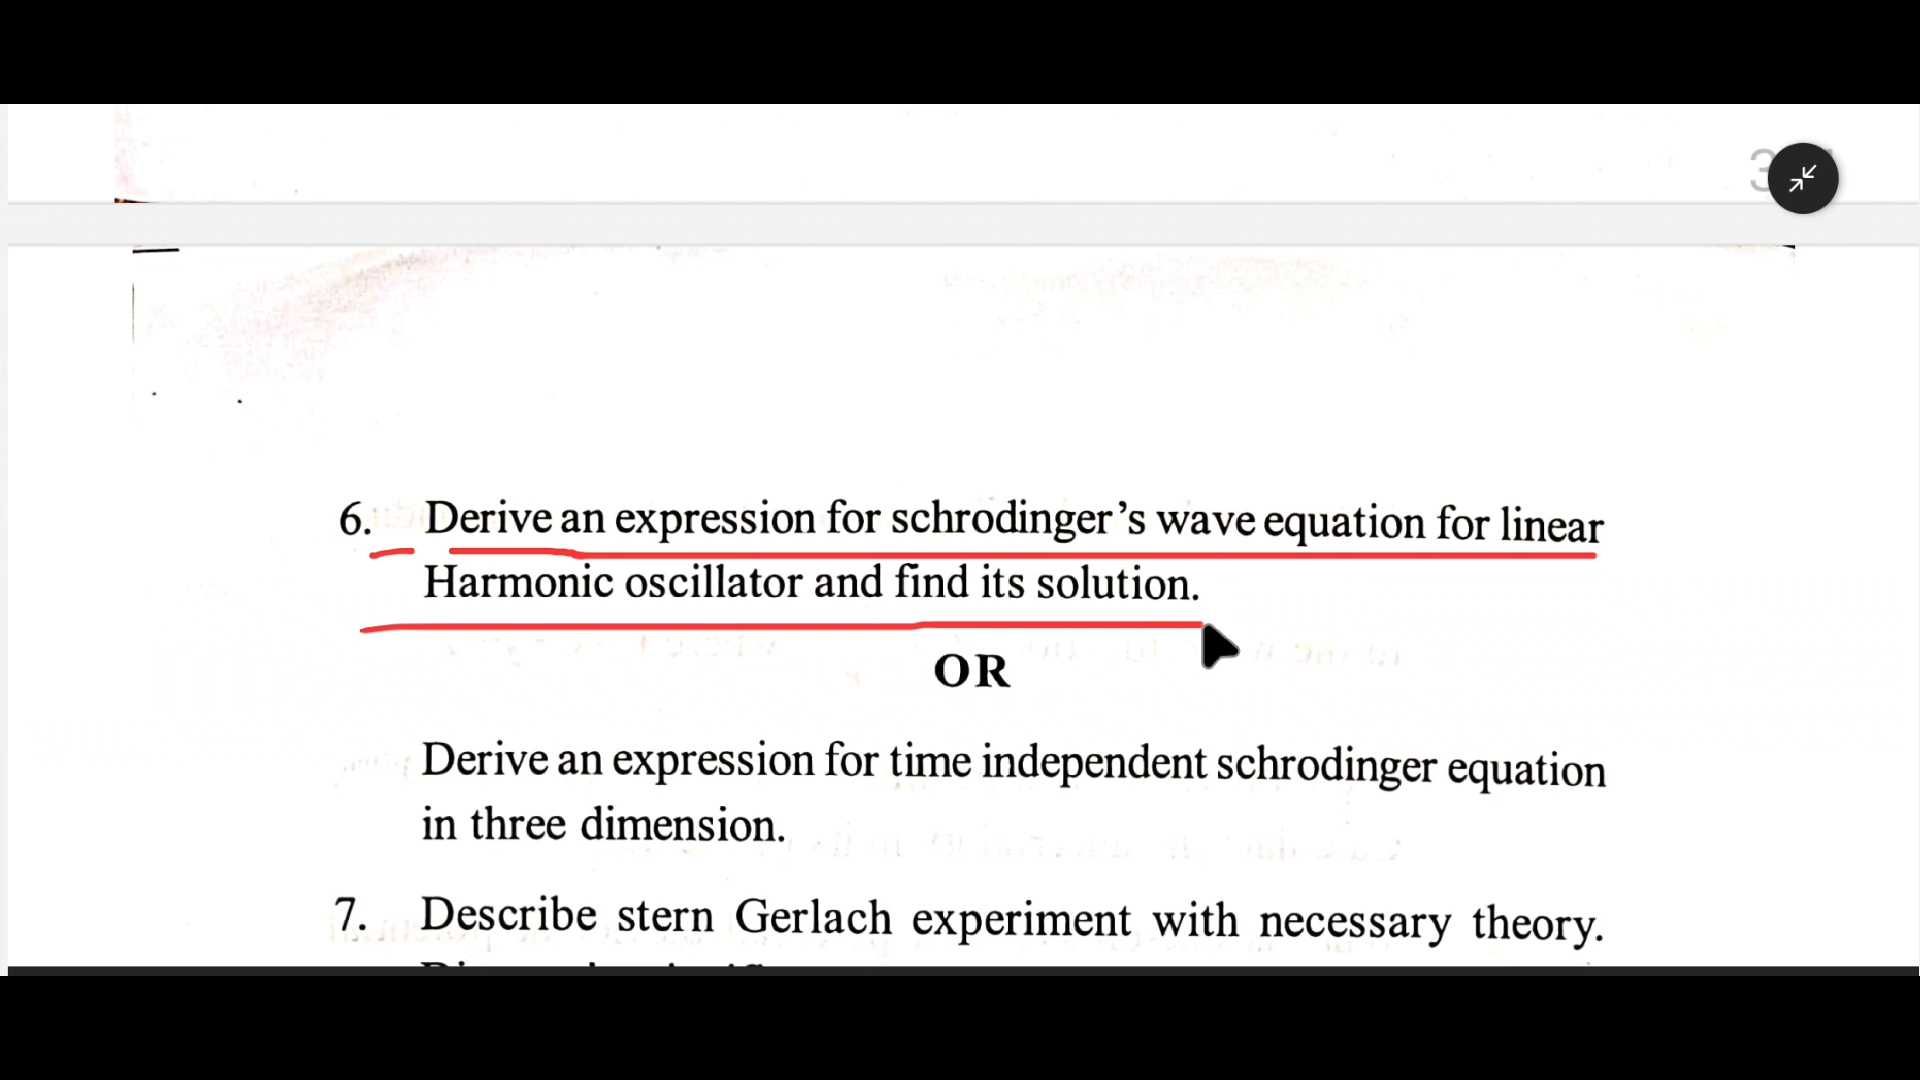 3
6. Derive an expression for schrodinger's wave equation for linear
Harmonic oscillator and find its solution.
OR
Derive an expression for time independent schrodinger equation
in three dimension.
7. Describe stern Gerlach experiment with necessary theory.